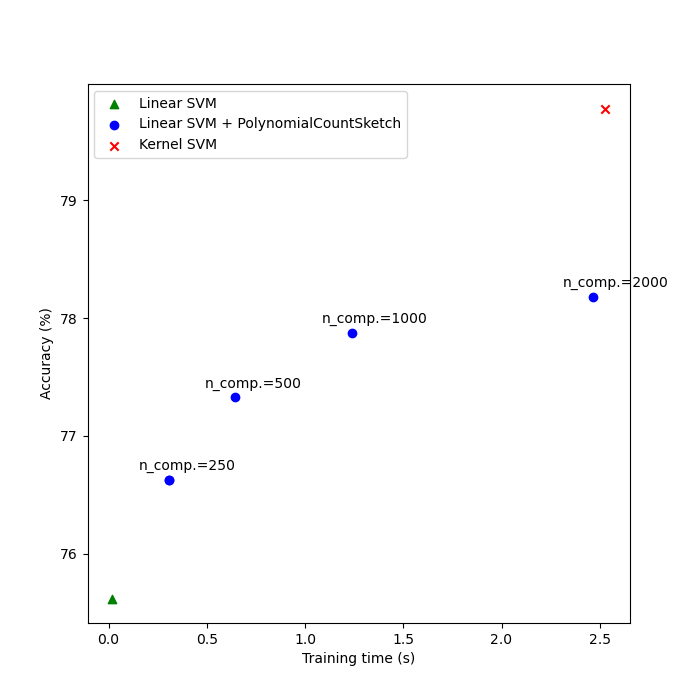 Linear SVM
Linear SVM + PolynomialCountSketch
Kernel SVM
79
n_comp.=2000
78
n_comp.=1000
n_comp.=500
77
n_comp.=250
76
Accuracy (%)
0.0 0.5 1.0 1.5 2.0 2.5
Training time (s)